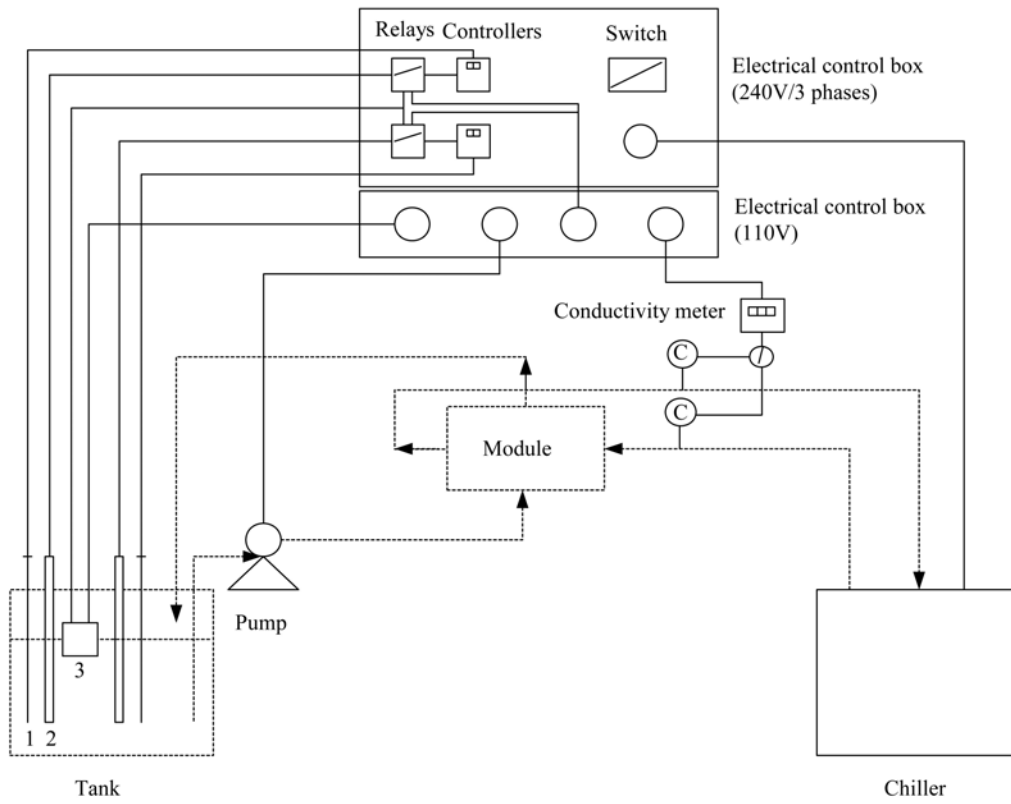 Relays Controllers
Switch
Electrical control box
(240V/3 phases)
Electrical control box
(110V)
Conductivity meter
C
C
Module
Pump
3
1 2
Tank
Chiller